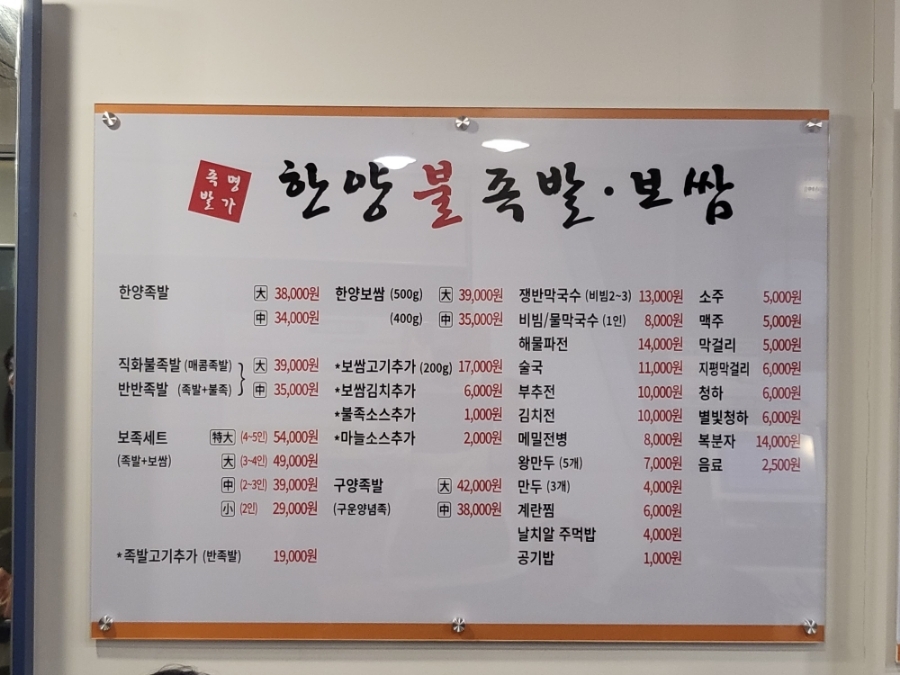 족발 명가
한양불족발·보쌈
한양족발 大 38,000원
中 34,000원
직화불족발 (매콤족발) 大 39,000원
반반족발 (족발+불족) 中 35,000원
보족세트 特大 (4~5인) 54,000원
(족발+보쌈) 大 (3~4인) 49,000원
中 (2~3인) 39,000원
小 (2인) 29,000원
*족발고기추가 (반족발) 19,000원
한양보쌈 (500g) 大 39,000원
(400g) 中 35,000원
*보쌈고기추가 (200g) 17,000원
*보쌈김치추가 6,000원
*불족소스추가 1,000원
*마늘소스추가 2,000원
구양족발 大 42,000원
(구운양념족) 中 38,000원
쟁반막국수 (비빔2~3) 13,000원
비빔/물막국수 (1인) 8,000원
해물파전 14,000원
술국 11,000원
부추전 10,000원
김치전 10,000원
메밀전병 8,000원
왕만두 (5개) 7,000원
만두 (3개) 4,000원
계란찜 6,000원
날치알 주먹밥 4,000원
공기밥 1,000원
소주 5,000원
맥주 5,000원
막걸리 5,000원
지평막걸리 6,000원
청하 6,000원
별빛청하 6,000원
복분자 14,000원
음료 2,500원